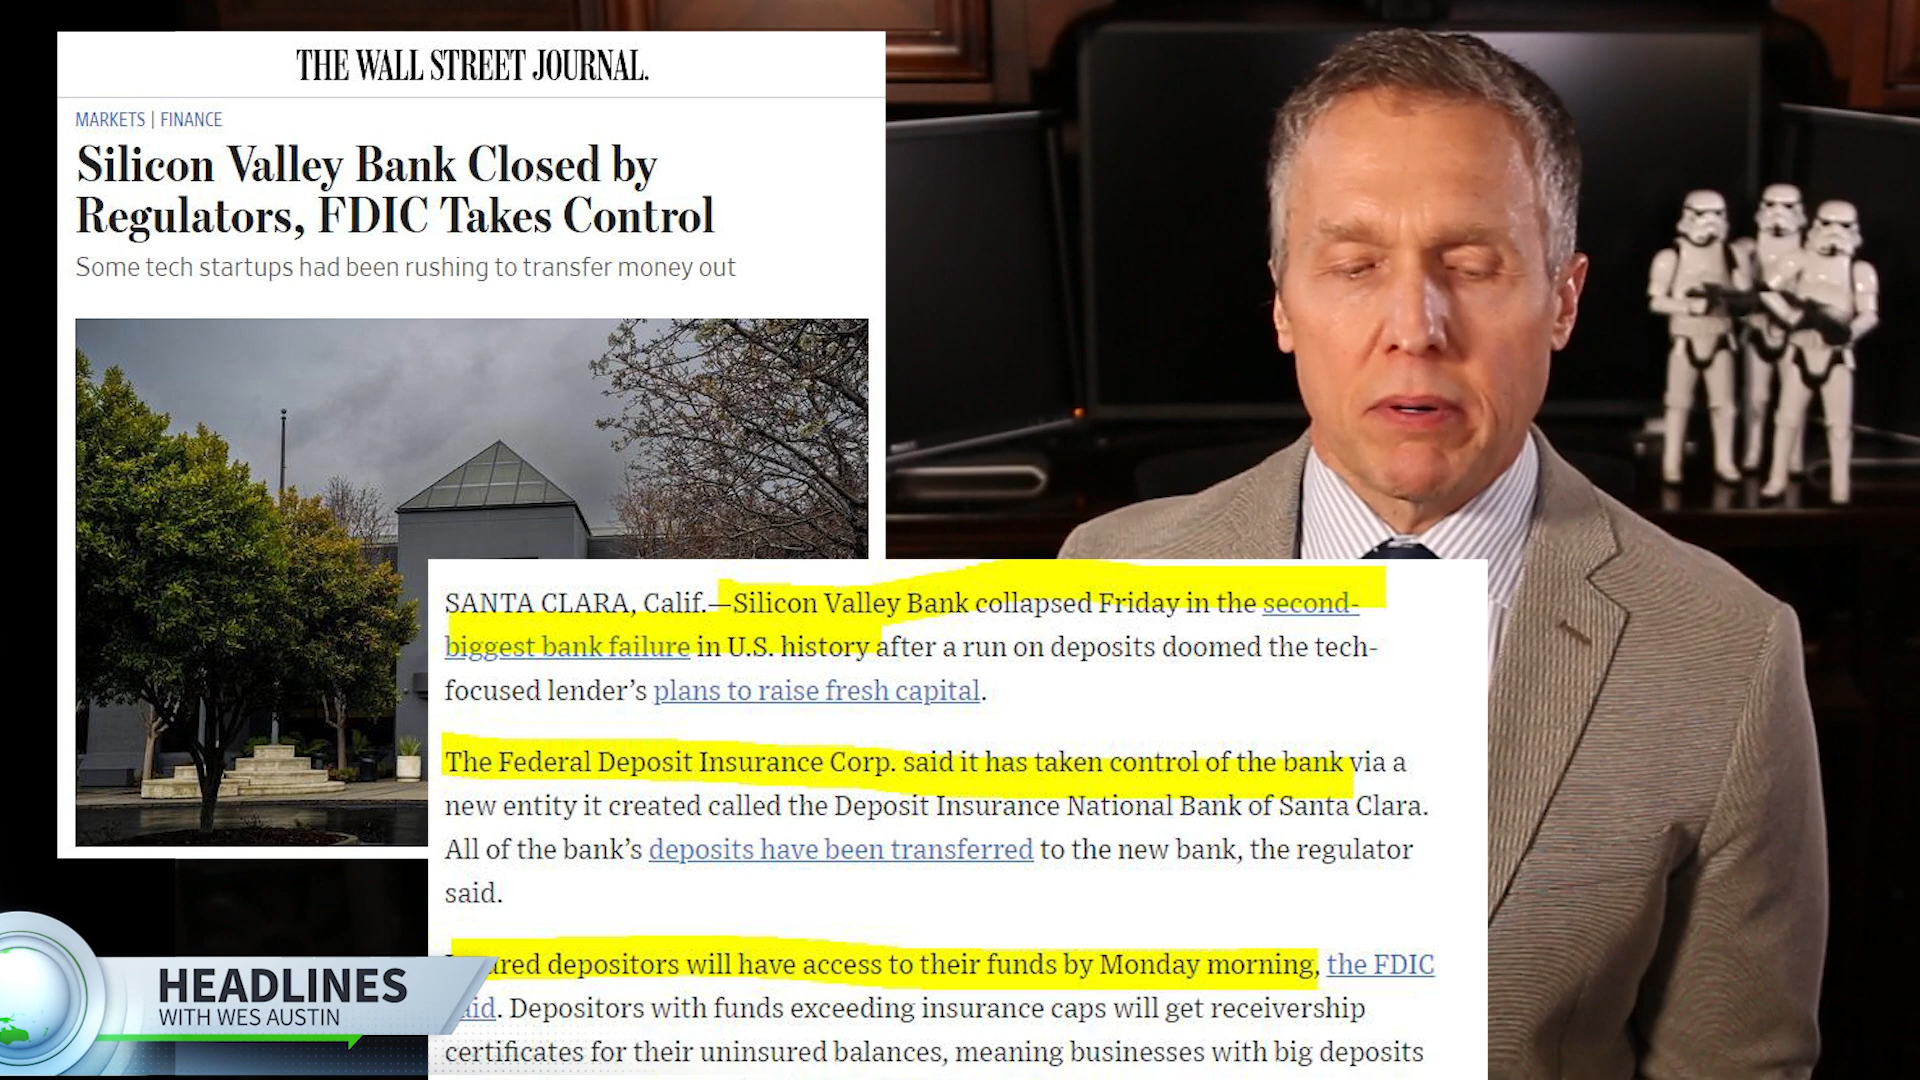 THE WALL STREET JOURNAL.
MARKETS | FINANCE
Silicon Valley Bank Closed by
Regulators, FDIC Takes Control
Some tech startups had been rushing to transfer money out
SANTA CLARA, Calif.—Silicon Valley Bank collapsed Friday in the second-
biggest bank failure in U.S. history after a run on deposits doomed the tech-
focused lender’s plans to raise fresh capital.
The Federal Deposit Insurance Corp. said it has taken control of the bank via a
new entity it created called the Deposit Insurance National Bank of Santa Clara.
All of the bank’s deposits have been transferred to the new bank, the regulator
said.
depositors will have access to their funds by Monday morning, the FDIC
. Depositors with funds exceeding insurance caps will get receivership
certificates for their uninsured balances, meaning businesses with big deposits
HEADLINES
WITH WES AUSTIN